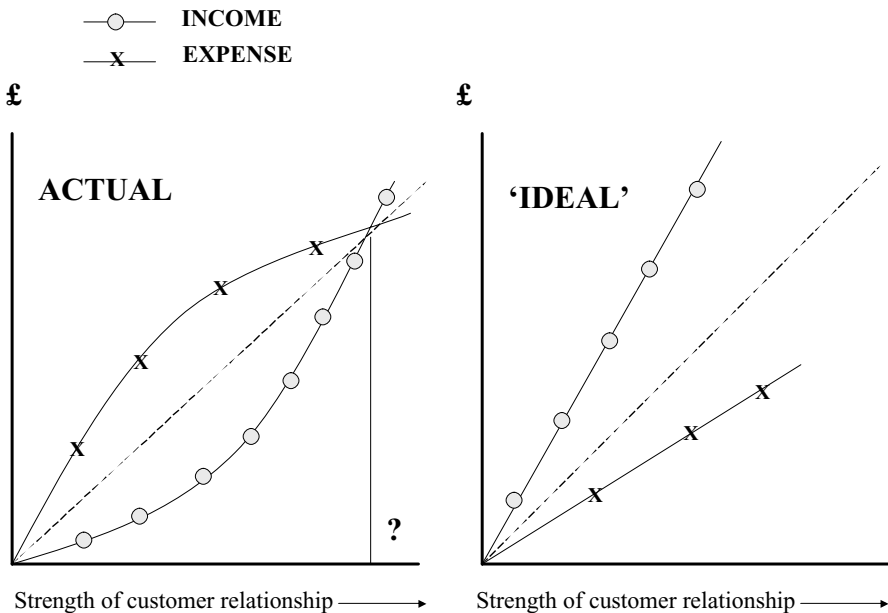 INCOME
X EXPENSE
£
£
ACTUAL
‘IDEAL’
X
X
X
X
X
X
X
?
Strength of customer relationship
Strength of customer relationship